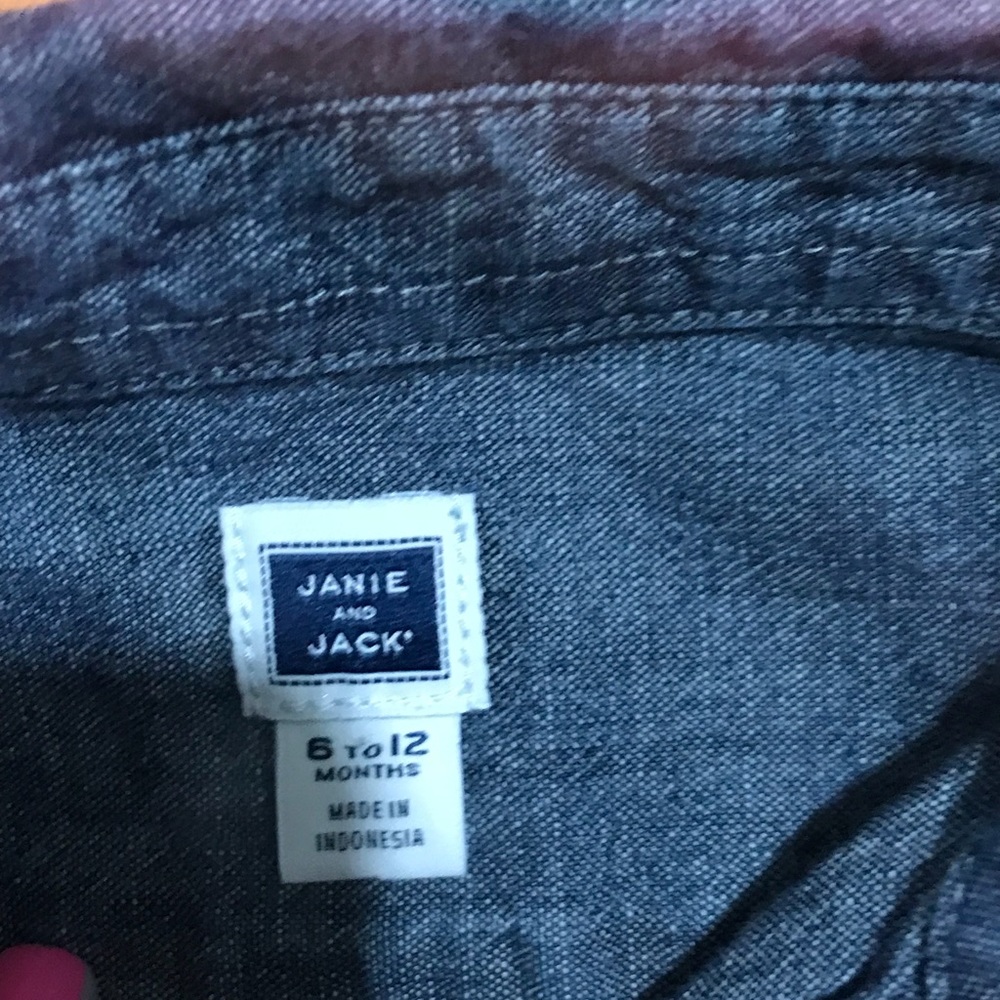 JANIE
AND
JACK®
6 TO 12
MONTHS
MADE IN
INDONESIA